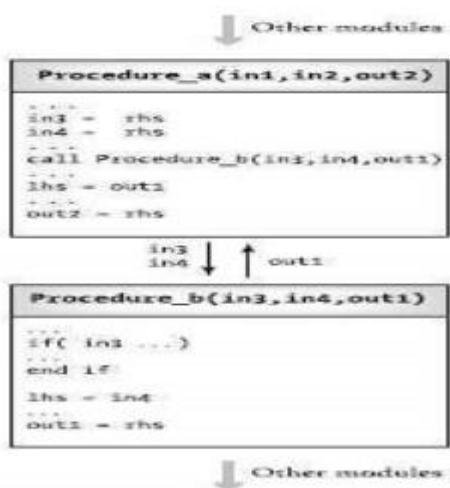 Other modules
Procedure_a(in1,in2,out2)
...
in3 = rhs
in4 = rhs
...
call Procedure_b(in3,in4,out1)
...
lhs = out1
...
out2 = rhs
in3
in4
out1
Procedure_b(in3,in4,out1)
...
if( in3 ...)
...
end if
lhs = in4
...
out1 = rhs
Other modules